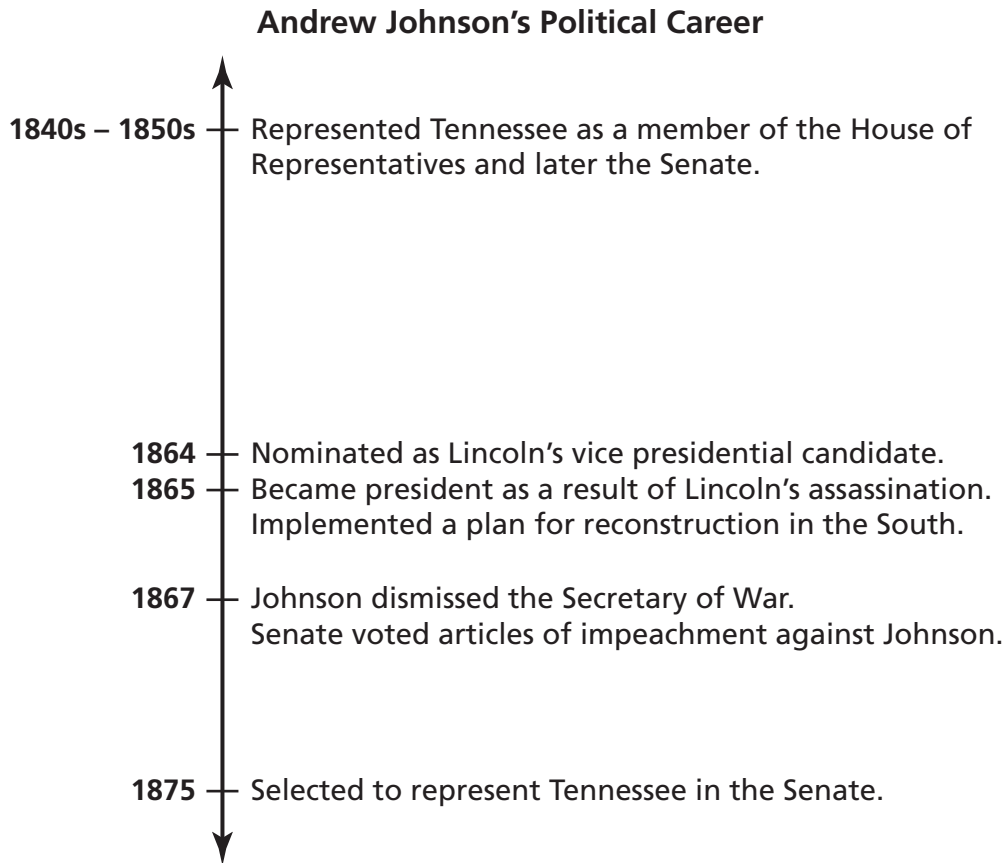 Andrew Johnson’s Political Career
1840s – 1850s Represented Tennessee as a member of the House of
Representatives and later the Senate.
1864 Nominated as Lincoln’s vice presidential candidate.
1865 Became president as a result of Lincoln’s assassination.
Implemented a plan for reconstruction in the South.
1867 Johnson dismissed the Secretary of War.
Senate voted articles of impeachment against Johnson.
1875 Selected to represent Tennessee in the Senate.